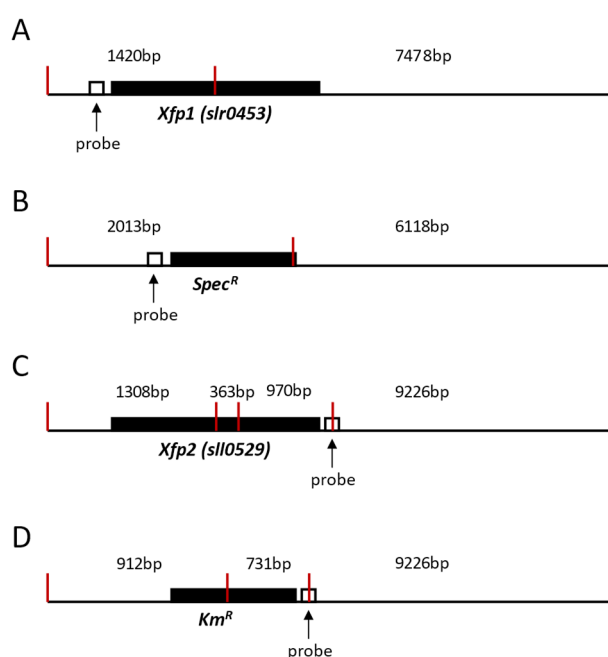 A
1420bp 7478bp
Xfp1 (slr0453)
probe
B
2013bp 6118bp
Spec^R
probe
C
1308bp 363bp 970bp 9226bp
Xfp2 (sll0529)
probe
D
912bp 731bp 9226bp
Km^R
probe